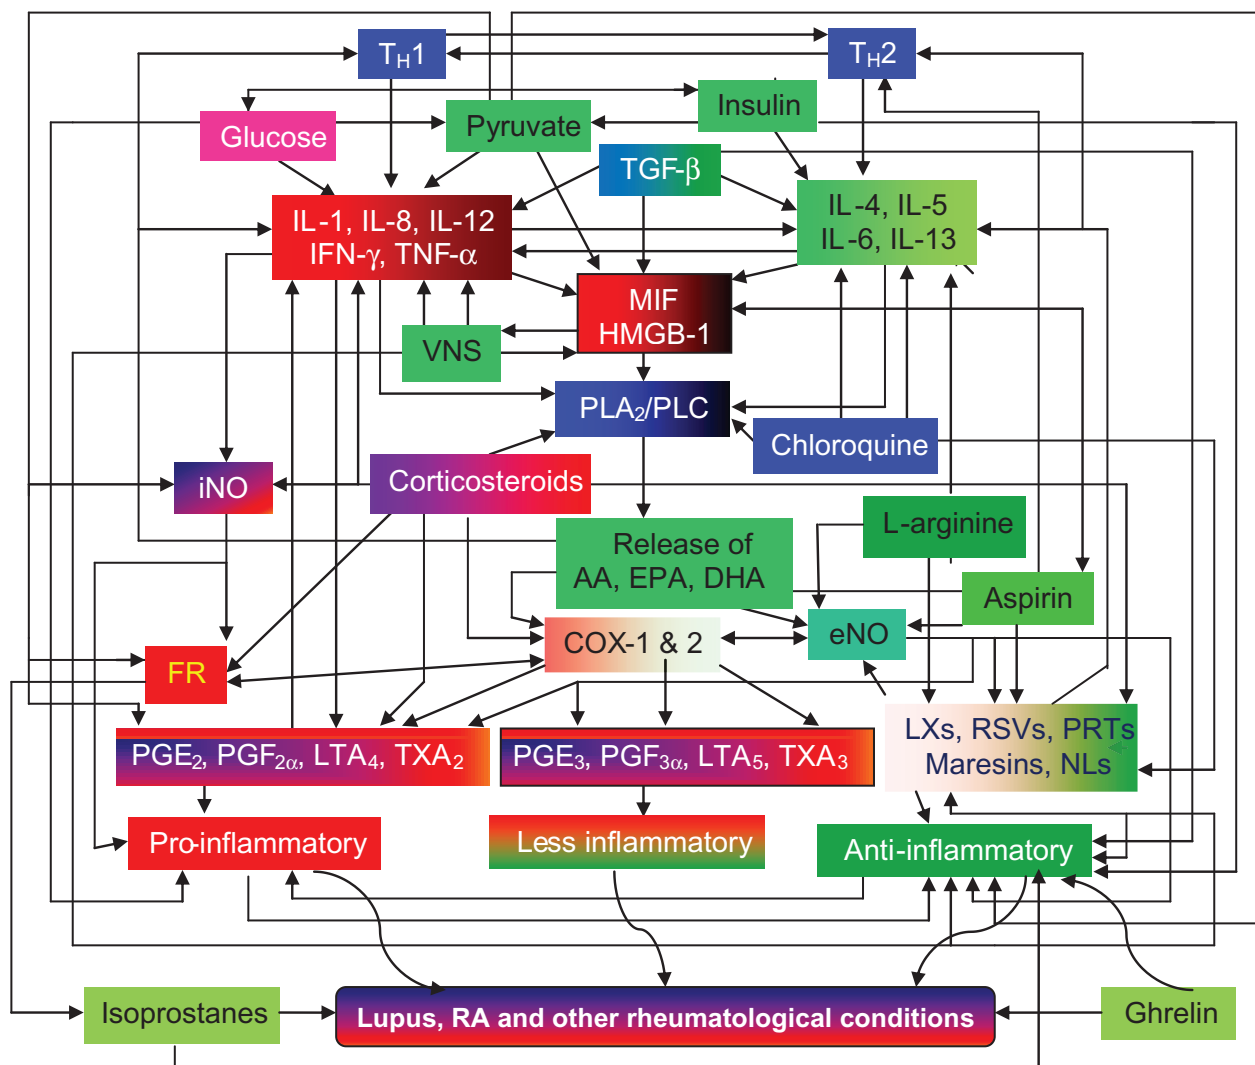 T_H1
T_H2
Insulin
Pyruvate
Glucose
TGF-β
IL-1, IL-8, IL-12
IFN-γ, TNF-α
IL-4, IL-5
IL-6, IL-13
MIF
HMGB-1
VNS
PLA₂/PLC
Chloroquine
iNO
Corticosteroids
L-arginine
Release of
AA, EPA, DHA
Aspirin
COX-1 & 2
eNO
FR
PGE₂, PGF₂α, LTA₄, TXA₂
PGE₃, PGF₃α, LTA₅, TXA₃
LXs, RSVs, PRTs
Maresins, NLs
Pro-inflammatory
Less inflammatory
Anti-inflammatory
Isoprostanes
Lupus, RA and other rheumatological conditions
Ghrelin